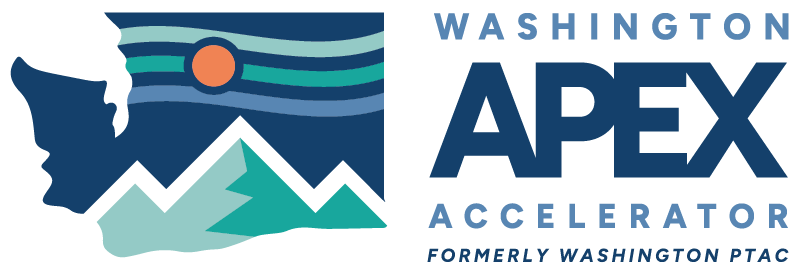 WASHINGTON
APEX
ACCELERATOR
FORMERLY WASHINGTON PTAC